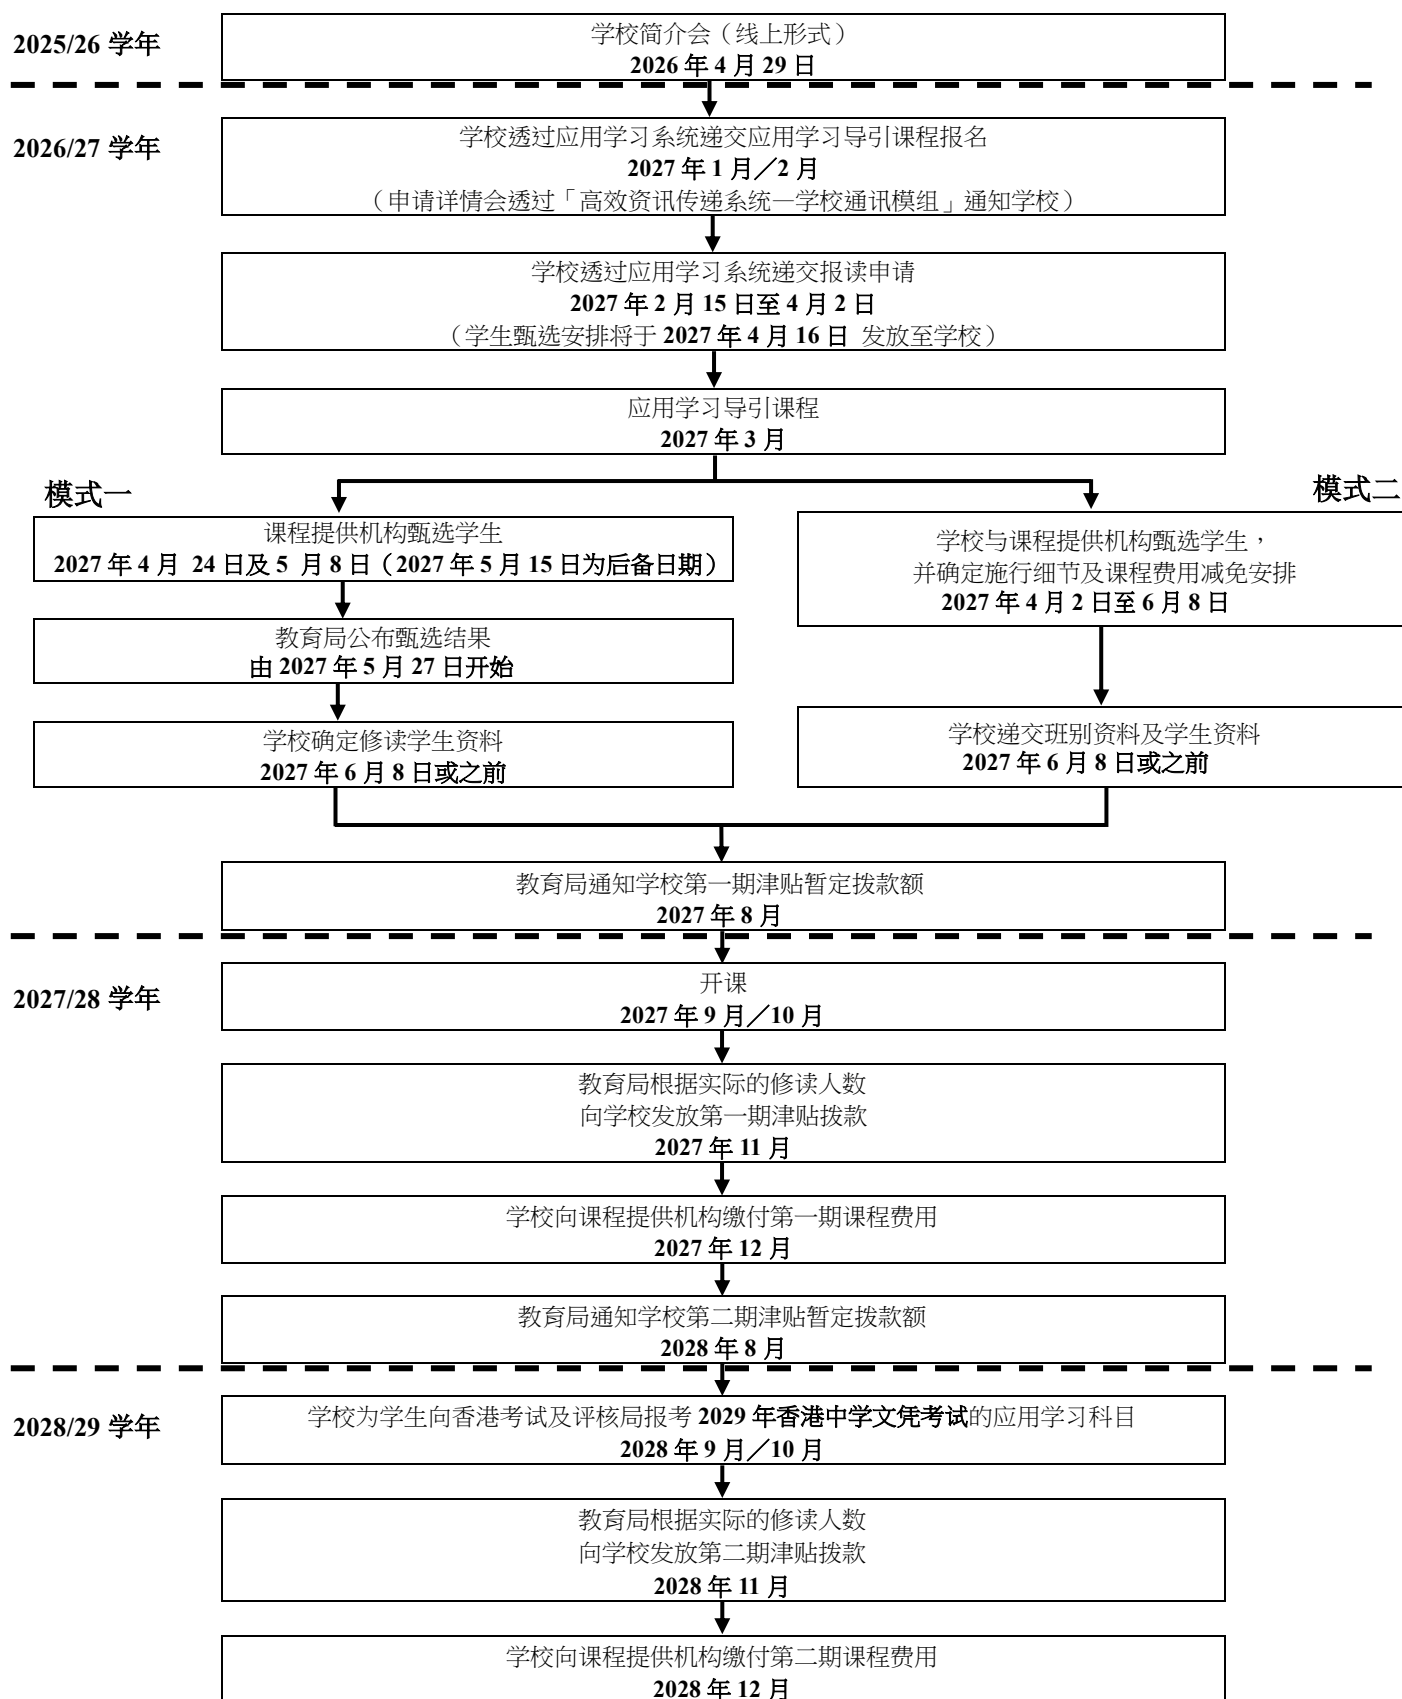 2025/26 学年
学校简介会（线上形式）
2026 年 4 月 29 日
2026/27 学年
学校透过应用学习系统递交应用学习导引课程报名
2027 年 1 月／2 月
（申请详情会透过「高效资讯传递系统—学校通讯模组」通知学校）
学校透过应用学习系统递交报读申请
2027 年 2 月 15 日至 4 月 2 日
（学生甄选安排将于 2027 年 4 月 16 日 发放至学校）
应用学习导引课程
2027 年 3 月
模式一
课程提供机构甄选学生
2027 年 4 月 24 日及 5 月 8 日（2027 年 5 月 15 日为后备日期）
教育局公布甄选结果
由 2027 年 5 月 27 日开始
学校确定修读学生资料
2027 年 6 月 8 日或之前
模式二
学校与课程提供机构甄选学生，
并确定施行细节及课程费用减免安排
2027 年 4 月 2 日至 6 月 8 日
学校递交班别资料及学生资料
2027 年 6 月 8 日或之前
教育局通知学校第一期津贴暂定拨款额
2027 年 8 月
2027/28 学年
开课
2027 年 9 月／10 月
教育局根据实际的修读人数
向学校发放第一期津贴拨款
2027 年 11 月
学校向课程提供机构缴付第一期课程费用
2027 年 12 月
教育局通知学校第二期津贴暂定拨款额
2028 年 8 月
2028/29 学年
学校为学生向香港考试及评核局报考 2029 年香港中学文凭考试的应用学习科目
2028 年 9 月／10 月
教育局根据实际的修读人数
向学校发放第二期津贴拨款
2028 年 11 月
学校向课程提供机构缴付第二期课程费用
2028 年 12 月